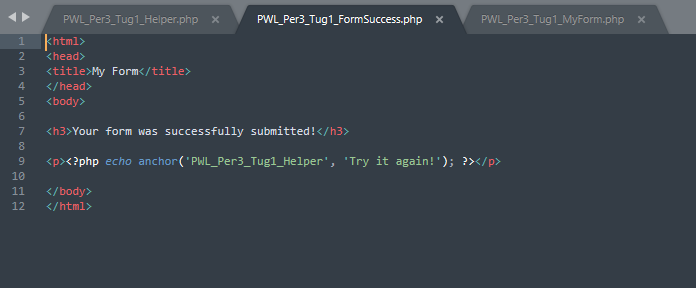 PWL_Per3_Tug1_Helper.php × PWL_Per3_Tug1_FormSuccess.php × PWL_Per3_Tug1_MyForm.php ×
1 <html>
2 <head>
3 <title>My Form</title>
4 </head>
5 <body>
6
7 <h3>Your form was successfully submitted!</h3>
8
9 <p><?php echo anchor('PWL_Per3_Tug1_Helper', 'Try it again!'); ?></p>
10
11 </body>
12 </html>